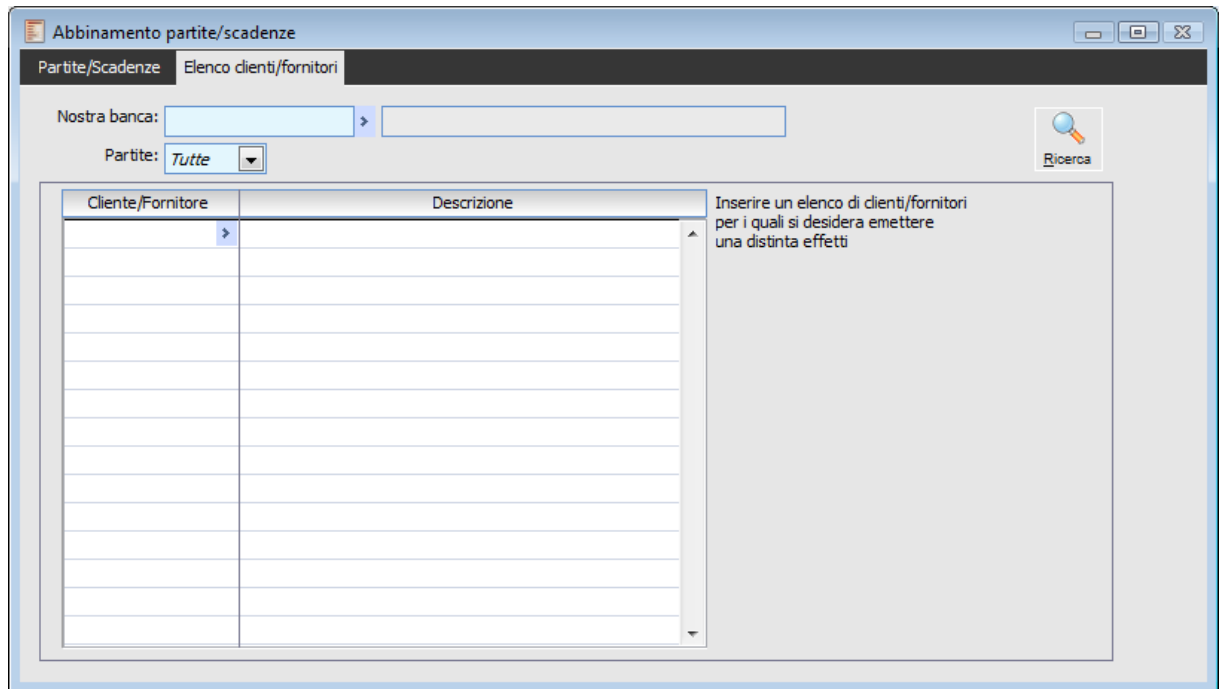 Abbinamento partite/scadenze
Partite/Scadenze Elenco clienti/fornitori
Nostra banca:
Ricerca
Partite: Tutte
Cliente/Fornitore Descrizione
Inserire un elenco di clienti/fornitori
per i quali si desidera emettere
una distinta effetti